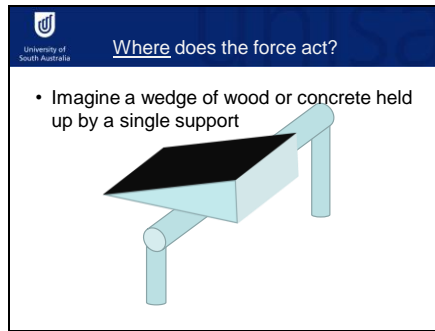 University of
South Australia
Where does the force act?
• Imagine a wedge of wood or concrete held
up by a single support